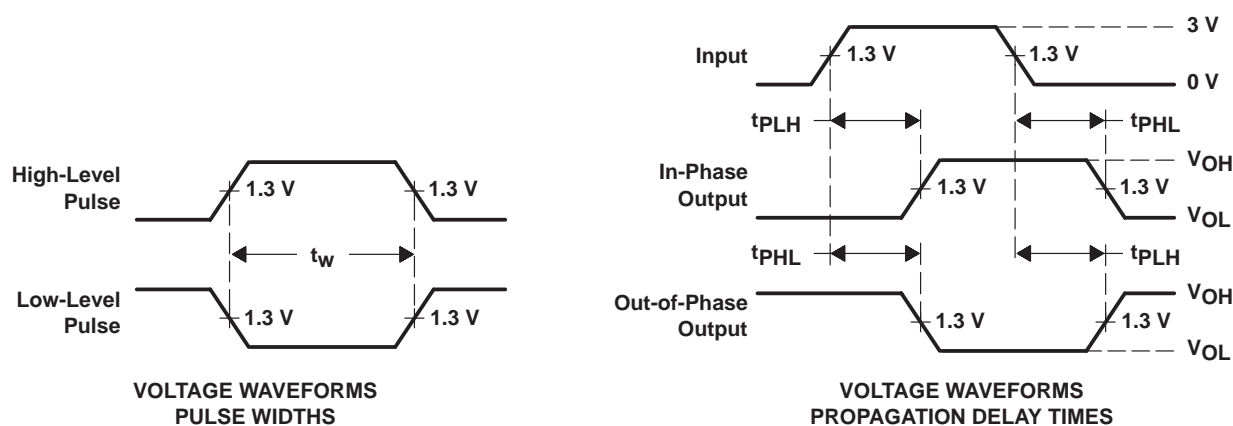 High-Level
Pulse
1.3 V
1.3 V
tw
Low-Level
Pulse
1.3 V
1.3 V
VOLTAGE WAVEFORMS
PULSE WIDTHS
Input
1.3 V
1.3 V
3 V
0 V
tPLH
tPHL
In-Phase
Output
1.3 V
1.3 V
VOH
VOL
tPHL
tPLH
Out-of-Phase
Output
1.3 V
1.3 V
VOH
VOL
VOLTAGE WAVEFORMS
PROPAGATION DELAY TIMES